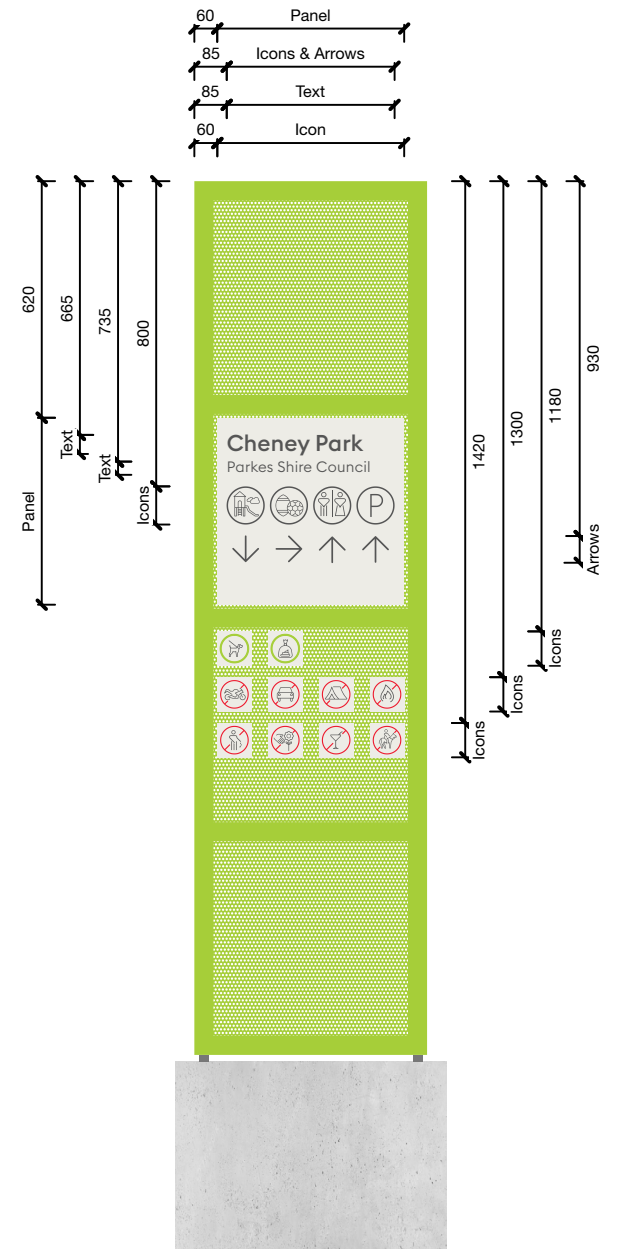 60 Panel
85 Icons & Arrows
85 Text
60 Icon
620
665
735
800
930
1180
1300
1420
Text
Text
Icons
Panel
Cheney Park
Parkes Shire Council
P
Arrows
Icons
Icons
Icons